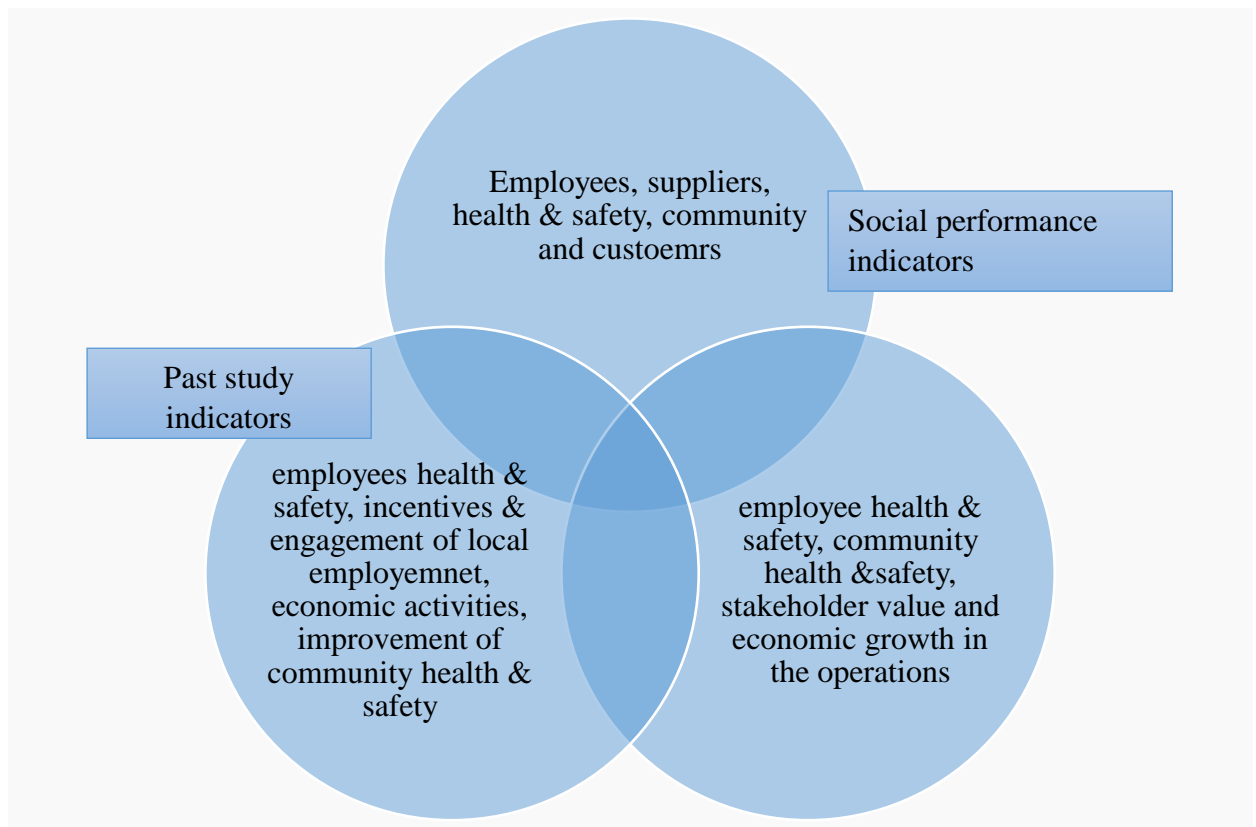 Employees, suppliers,
health & safety, community
and custoemrs
Social performance
indicators
Past study
indicators
employees health &
safety, incentives &
engagement of local
employemnet,
economic activities,
improvement of
community health &
safety
employee health &
safety, community
health &safety,
stakeholder value and
economic growth in
the operations